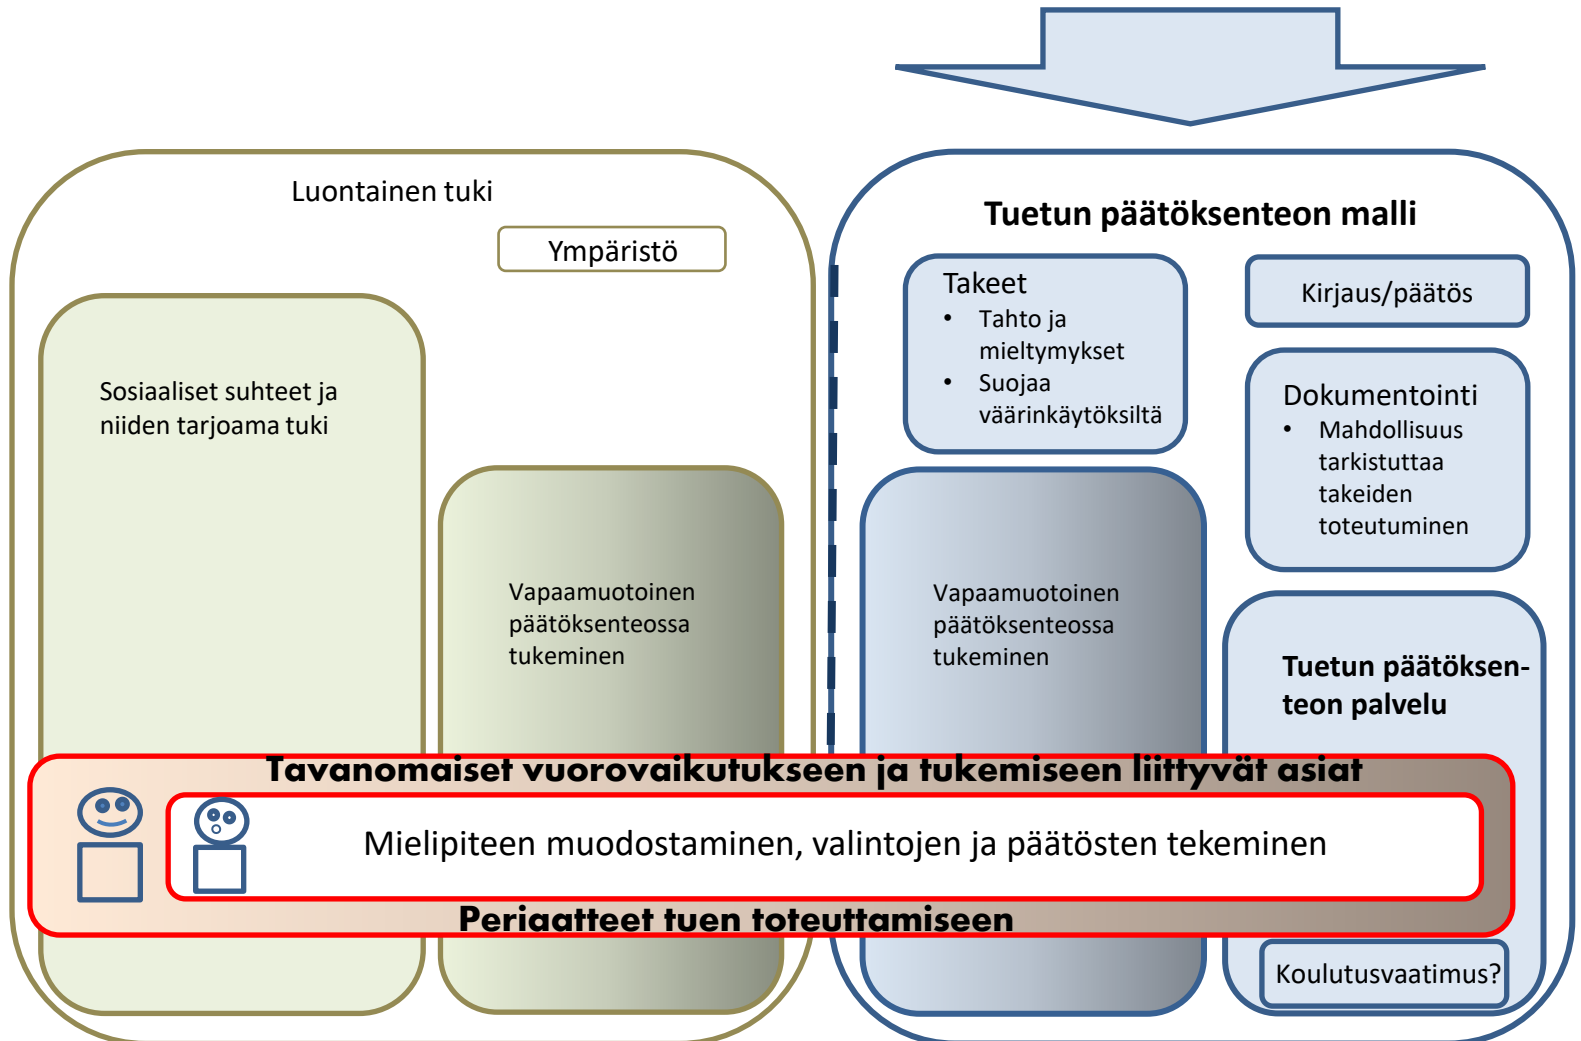 Luontainen tuki
Ympäristö
Sosiaaliset suhteet ja
niiden tarjoama tuki
Vapaamuotoinen
päätöksenteossa
tukeminen
Tuetun päätöksenteon malli
Takeet
• Tahto ja
mieltymykset
• Suojaa
väärinkäytöksiltä
Kirjaus/päätös
Dokumentointi
• Mahdollisuus
tarkistuttaa
takeiden
toteutuminen
Vapaamuotoinen
päätöksenteossa
tukeminen
Tuetun päätöksen-
teon palvelu
Tavanomaiset vuorovaikutukseen ja tukemiseen liittyvät asiat
Mielipiteen muodostaminen, valintojen ja päätösten tekeminen
Periaatteet tuen toteuttamiseen
Koulutusvaatimus?